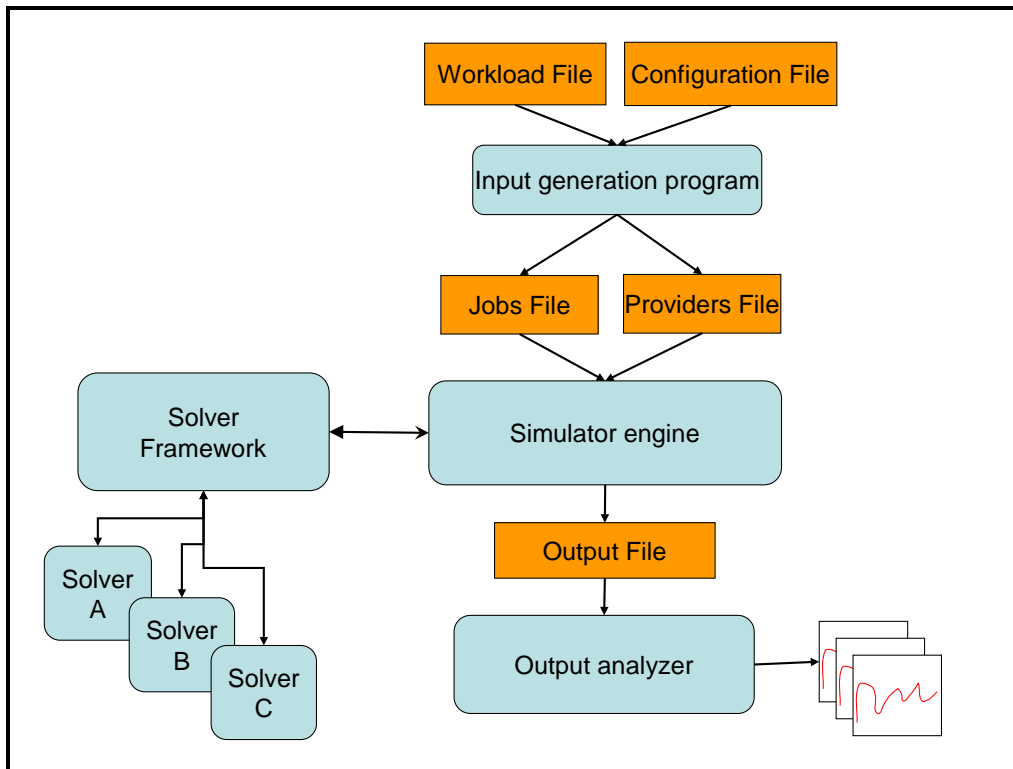 Workload File
Configuration File
Input generation program
Jobs File
Providers File
Solver
Framework
Simulator engine
Output File
Solver
A
Solver
B
Solver
C
Output analyzer